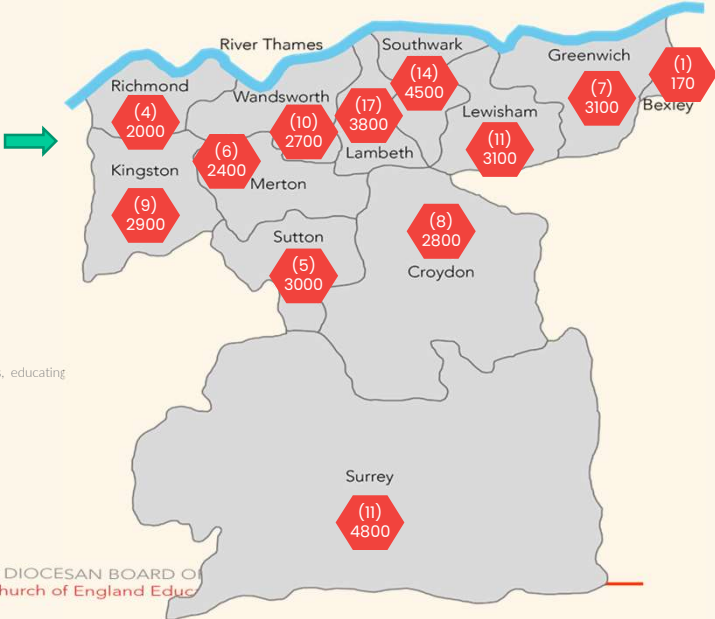 River Thames
Southwark
Greenwich
(1)
170
Bexley
Richmond
(4)
2000
Wandsworth
(10)
2700
(17)
3800
Lambeth
(14)
4500
Lewisham
(11)
3100
(7)
3100
Kingston
(9)
2900
(6)
2400
Merton
Sutton
(5)
3000
(8)
2800
Croydon
, educating
Surrey
(11)
4800
DIOCESAN BOARD
of England